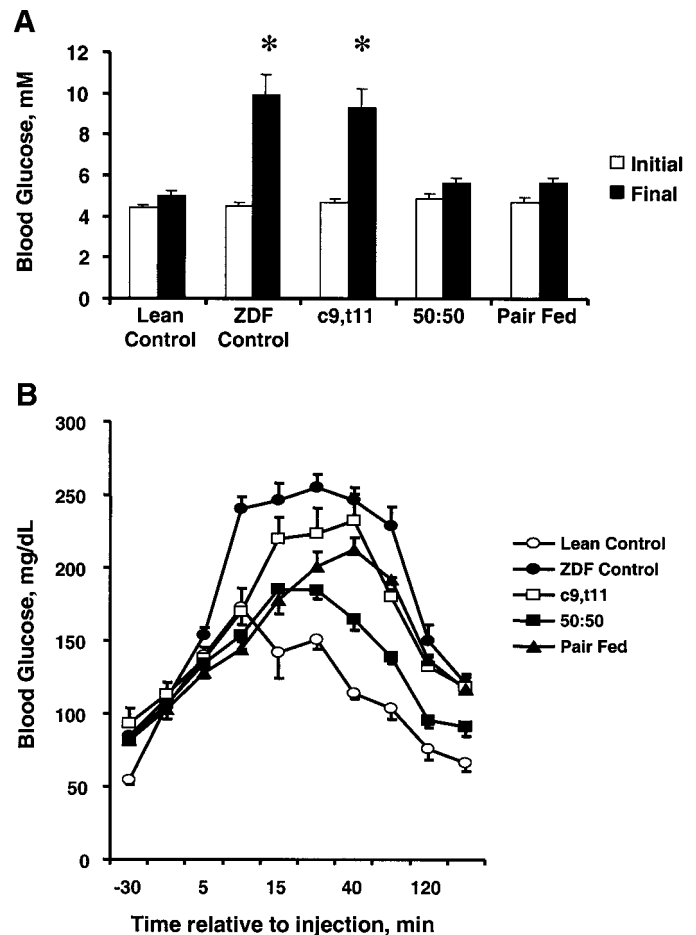 A
Blood Glucose, mM
12
10
8
6
4
2
0
*
*
Initial
Final
Lean Control
ZDF Control
c9,t11
50:50
Pair Fed
B
Blood Glucose, mg/dL
300
250
200
150
100
50
0
Lean Control
ZDF Control
c9,t11
50:50
Pair Fed
-30
5
15
40
120
Time relative to injection, min